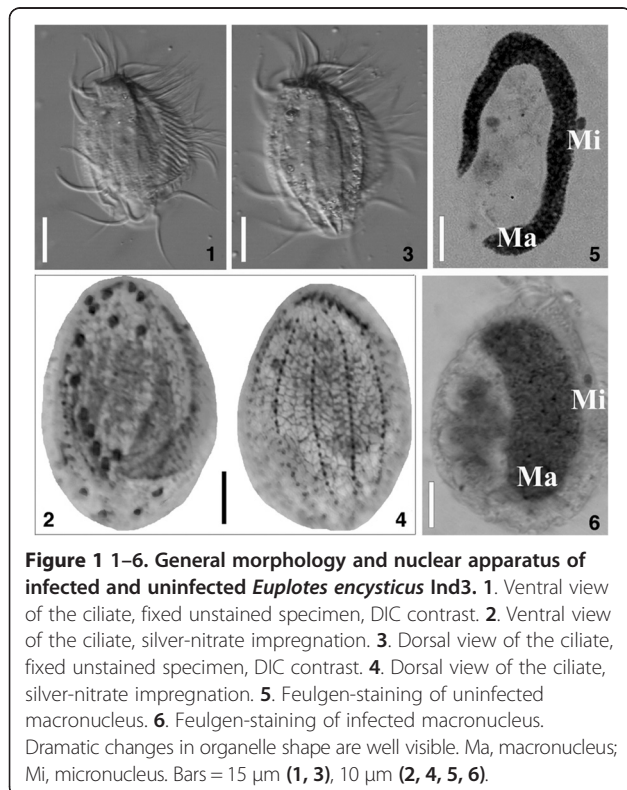 1
3
Mi
Ma
5
2
4
Mi
Ma
6
Figure 1 1–6. General morphology and nuclear apparatus of
infected and uninfected Euplotes encysticus Ind3. 1. Ventral view
of the ciliate, fixed unstained specimen, DIC contrast. 2. Ventral view
of the ciliate, silver-nitrate impregnation. 3. Dorsal view of the ciliate,
fixed unstained specimen, DIC contrast. 4. Dorsal view of the ciliate,
silver-nitrate impregnation. 5. Feulgen-staining of uninfected
macronucleus. 6. Feulgen-staining of infected macronucleus.
Dramatic changes in organelle shape are well visible. Ma, macronucleus;
Mi, micronucleus. Bars = 15 μm (1, 3), 10 μm (2, 4, 5, 6).